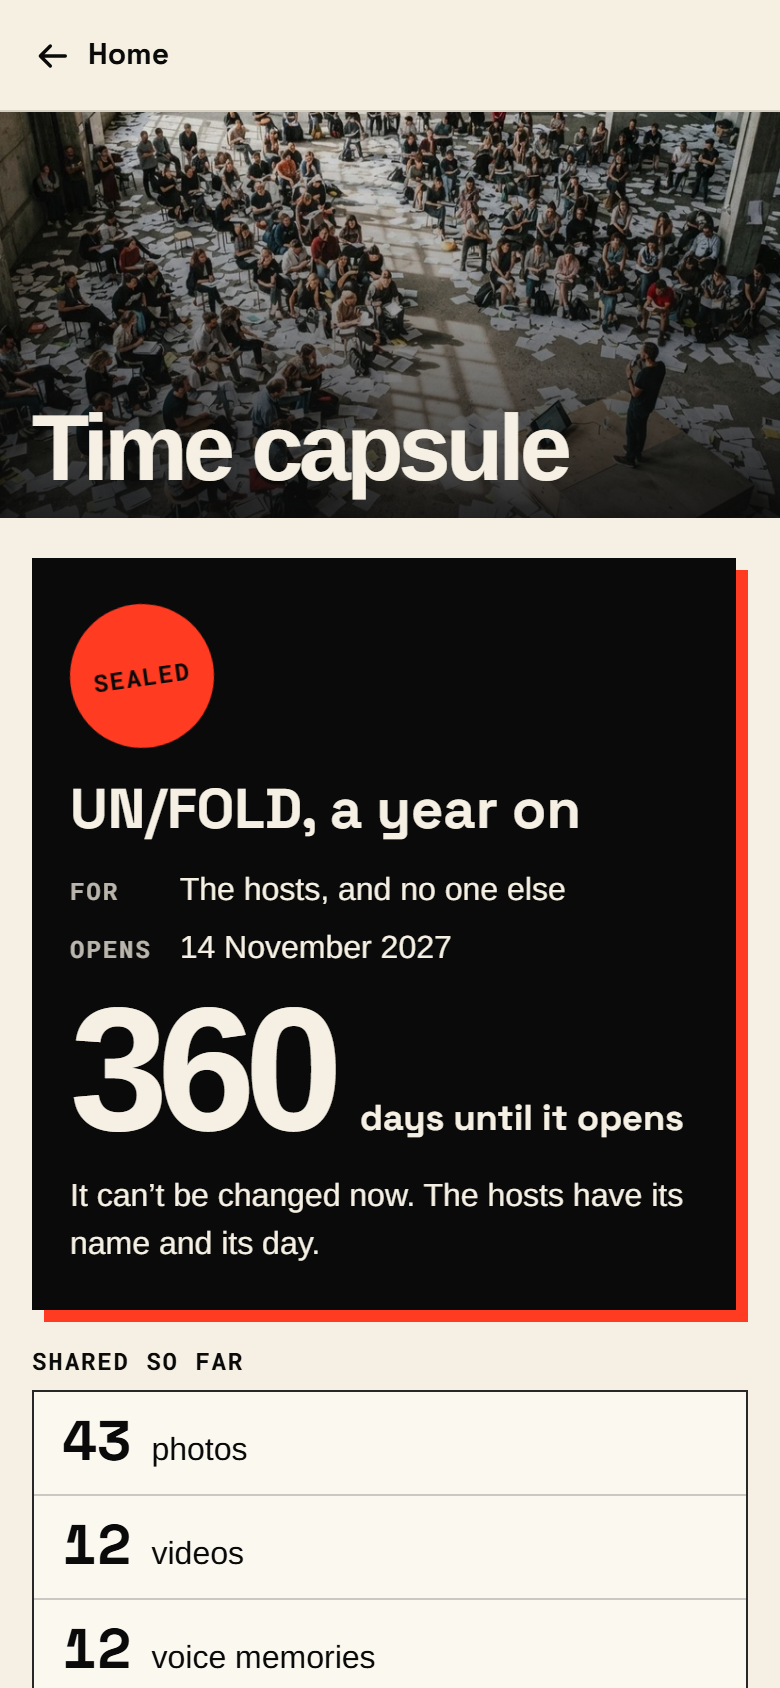 Home
Time capsule
SEALED
UN/FOLD, a year on
FOR The hosts, and no one else
OPENS 14 November 2027
360 days until it opens
It can’t be changed now. The hosts have its
name and its day.
SHARED SO FAR
43 photos
12 videos
12 voice memories